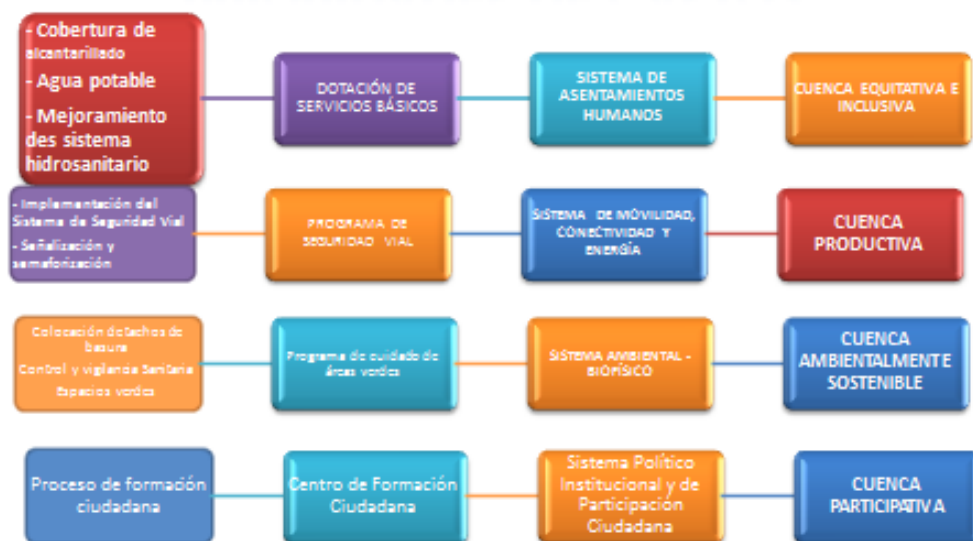 - Cobertura de
alcantarillado
- Agua potable
- Mejoramiento
des sistema
hidrosanitario
DOTACIÓN DE
SERVICIOS BÁSICOS
SISTEMA DE
ASENTAMIENTOS
HUMANOS
CUENCA EQUITATIVA E
INCLUSIVA
- Implementación del
Sistema de Seguridad Vial
- Señalización y
semaforización
PROGRAMA DE
SEGURIDAD VIAL
SISTEMA DE MÓVILIDAD,
CONECTIVIDAD Y
ENERGÍA
CUENCA
PRODUCTIVA
Colocación de tachos de
basura
Control y vigilancia Sanitaria
Espacios verdes
Programa de cuidado de
áreas verdes
SISTEMA AMBIENTAL -
BIOFÍSICO
CUENCA
AMBIENTALMENTE
SOSTENIBLE
Proceso de formación
ciudadana
Centro de Formación
Ciudadana
Sistema Político
Institucional y de
Participación
Ciudadana
CUENCA
PARTICIPATIVA